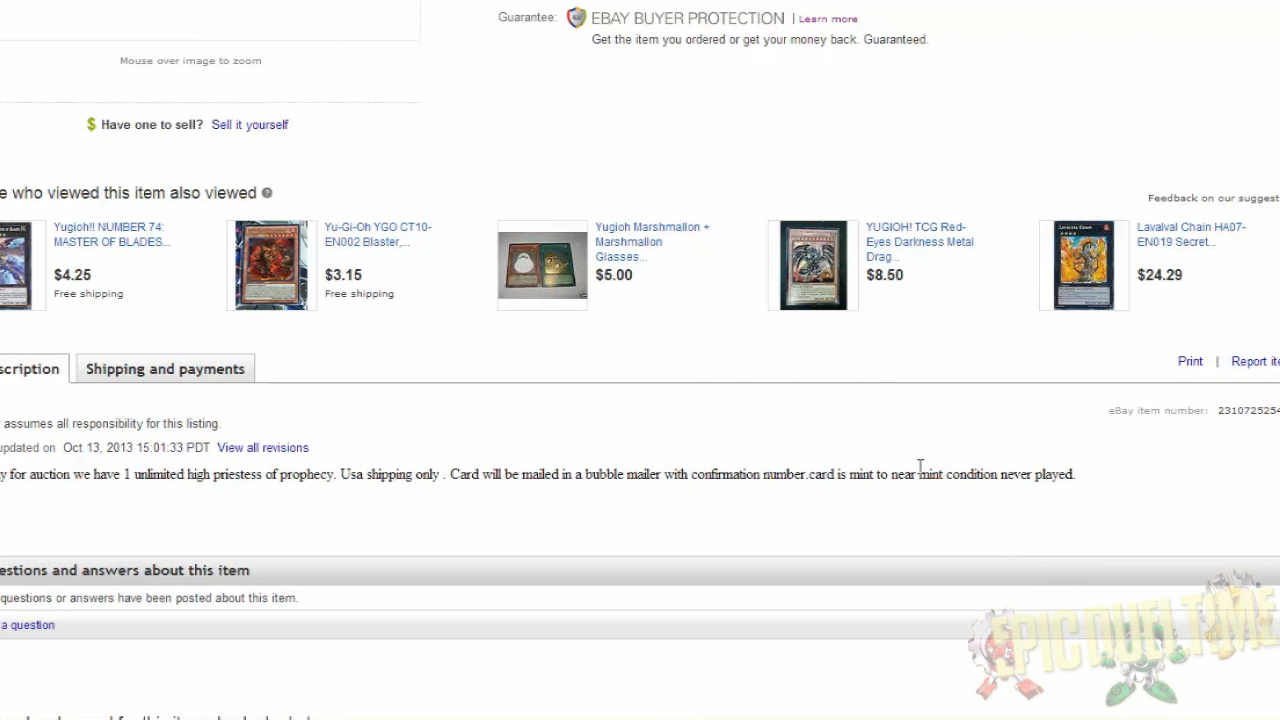 Guarantee: EBAY BUYER PROTECTION | Learn more
Get the item you ordered or get your money back. Guaranteed.
Mouse over image to zoom
$ Have one to sell? Sell it yourself
e who viewed this item also viewed ?
Feedback on our suggest
Yugioh!! NUMBER 74: MASTER OF BLADES...
$4.25
Free shipping
Yu-Gi-Oh YGO CT10-
EN002 Blaster,...
$3.15
Free shipping
Yugioh Marshmallon +
Marshmallon
Glasses...
$5.00
YUGIOH! TCG Red-
Eyes Darkness Metal
Drag...
$8.50
Lavalval Chain HA07-
EN019 Secret...
$24.29
scription
Shipping and payments
Print | Report ite
assumes all responsibility for this listing.
eBay item number: 2310725254
updated on Oct 13, 2013 15:01:33 PDT View all revisions
y for auction we have 1 unlimited high priestess of prophecy. Usa shipping only . Card will be mailed in a bubble mailer with confirmation number.card is mint to near mint condition never played.
estions and answers about this item
questions or answers have been posted about this item.
a question
EPIC DUEL TIME